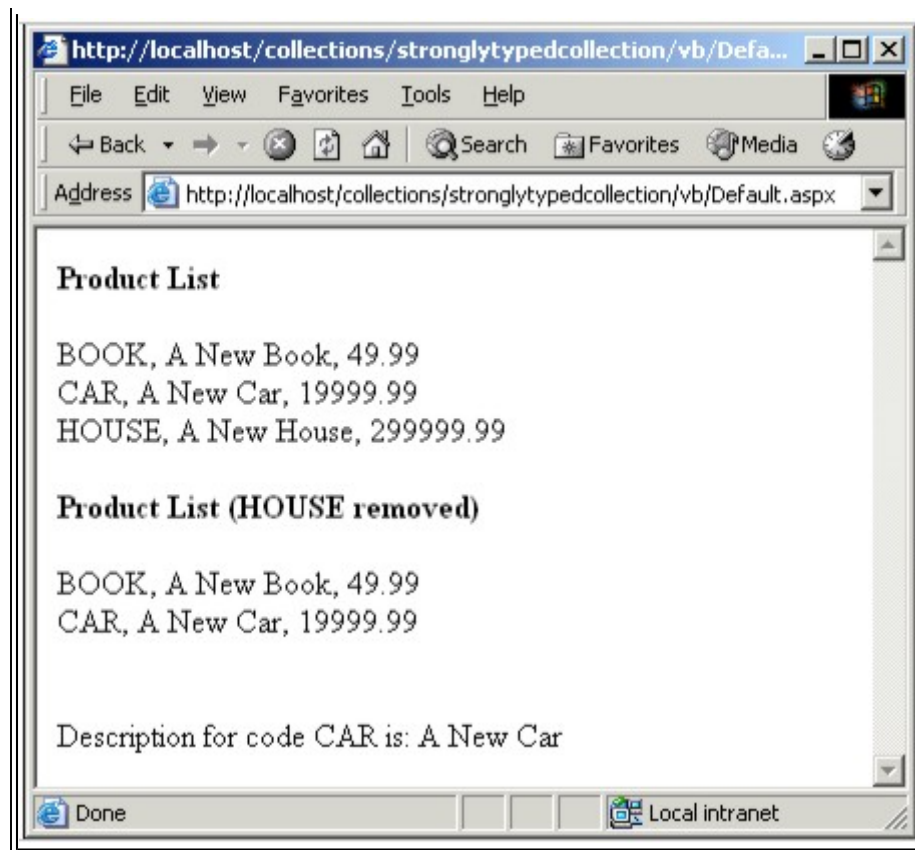 http://localhost/collections/stronglytypedcollection/vb/Defa...
File Edit View Favorites Tools Help
Back Search Favorites Media
Address http://localhost/collections/stronglytypedcollection/vb/Default.aspx
Product List
BOOK, A New Book, 49.99
CAR, A New Car, 19999.99
HOUSE, A New House, 299999.99
Product List (HOUSE removed)
BOOK, A New Book, 49.99
CAR, A New Car, 19999.99
Description for code CAR is: A New Car
Done Local intranet